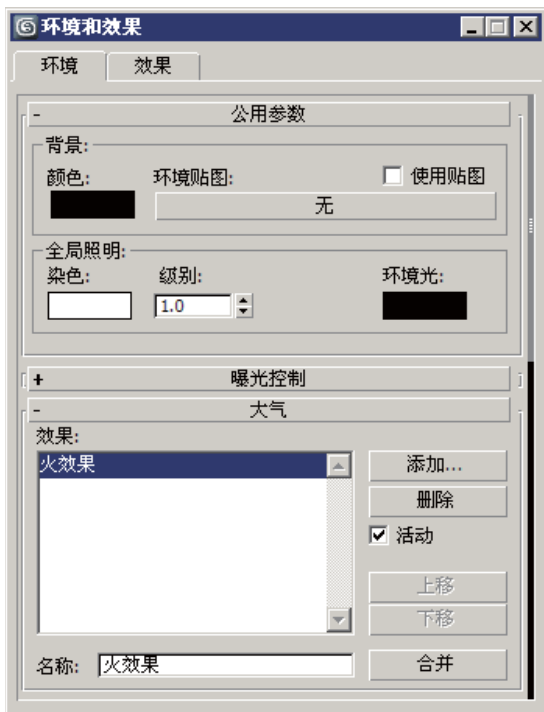 环境和效果
环境 效果
- 公用参数
背景:
颜色: 环境贴图: 使用贴图
无
全局照明:
染色: 级别: 环境光:
1.0
+ 曝光控制
- 大气
效果:
火效果 添加...
删除
活动
上移
下移
名称: 火效果 合并